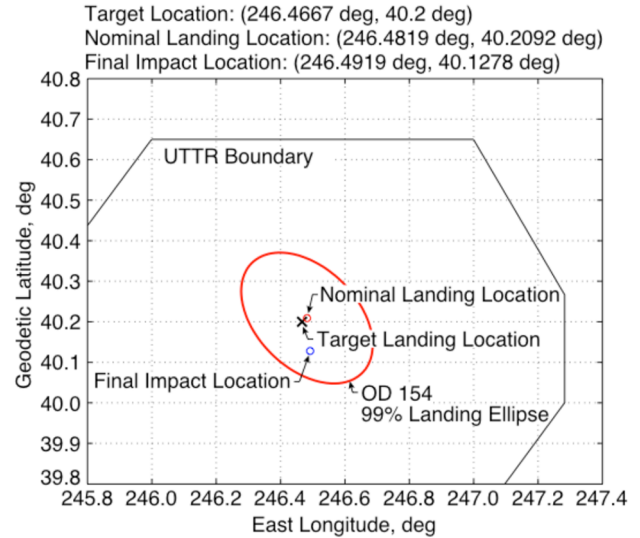 Target Location: (246.4667 deg, 40.2 deg)
Nominal Landing Location: (246.4819 deg, 40.2092 deg)
Final Impact Location: (246.4919 deg, 40.1278 deg)
40.8
40.7
40.6
40.5
40.4
40.3
40.2
40.1
40.0
39.9
39.8
Geodetic Latitude, deg
UTTR Boundary
Nominal Landing Location
Target Landing Location
Final Impact Location
OD 154
99% Landing Ellipse
245.8 246.0 246.2 246.4 246.6 246.8 247.0 247.2 247.4
East Longitude, deg